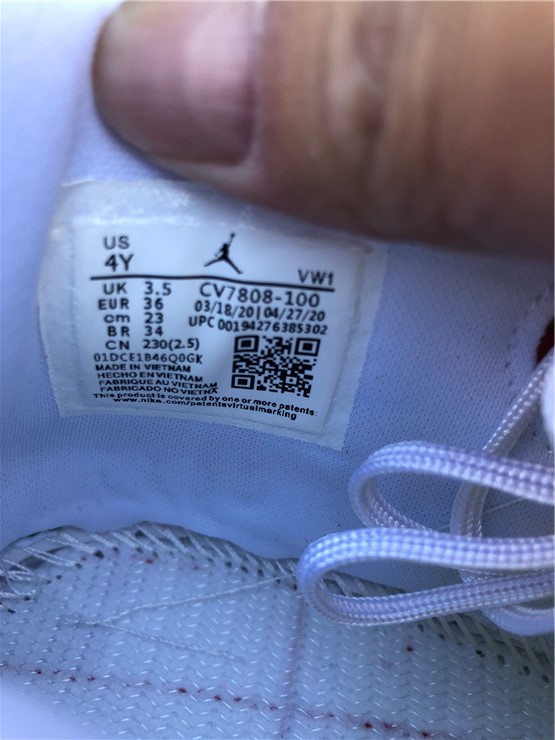 US
4Y
VW1
UK 3.5 CV7808-100
EUR 36 03/18/20|04/27/20
cm 23 UPC 00194276385302
BR 34
CN 230(2.5)
01DCE1B46Q0GK
MADE IN VIETNAM
HECHO EN VIETNAM
FABRIQUE AU VIETNAM
FABRICADO NO VIETNA
This product is covered by one or more patents:
www.nike.com/patentsvirtualmarking